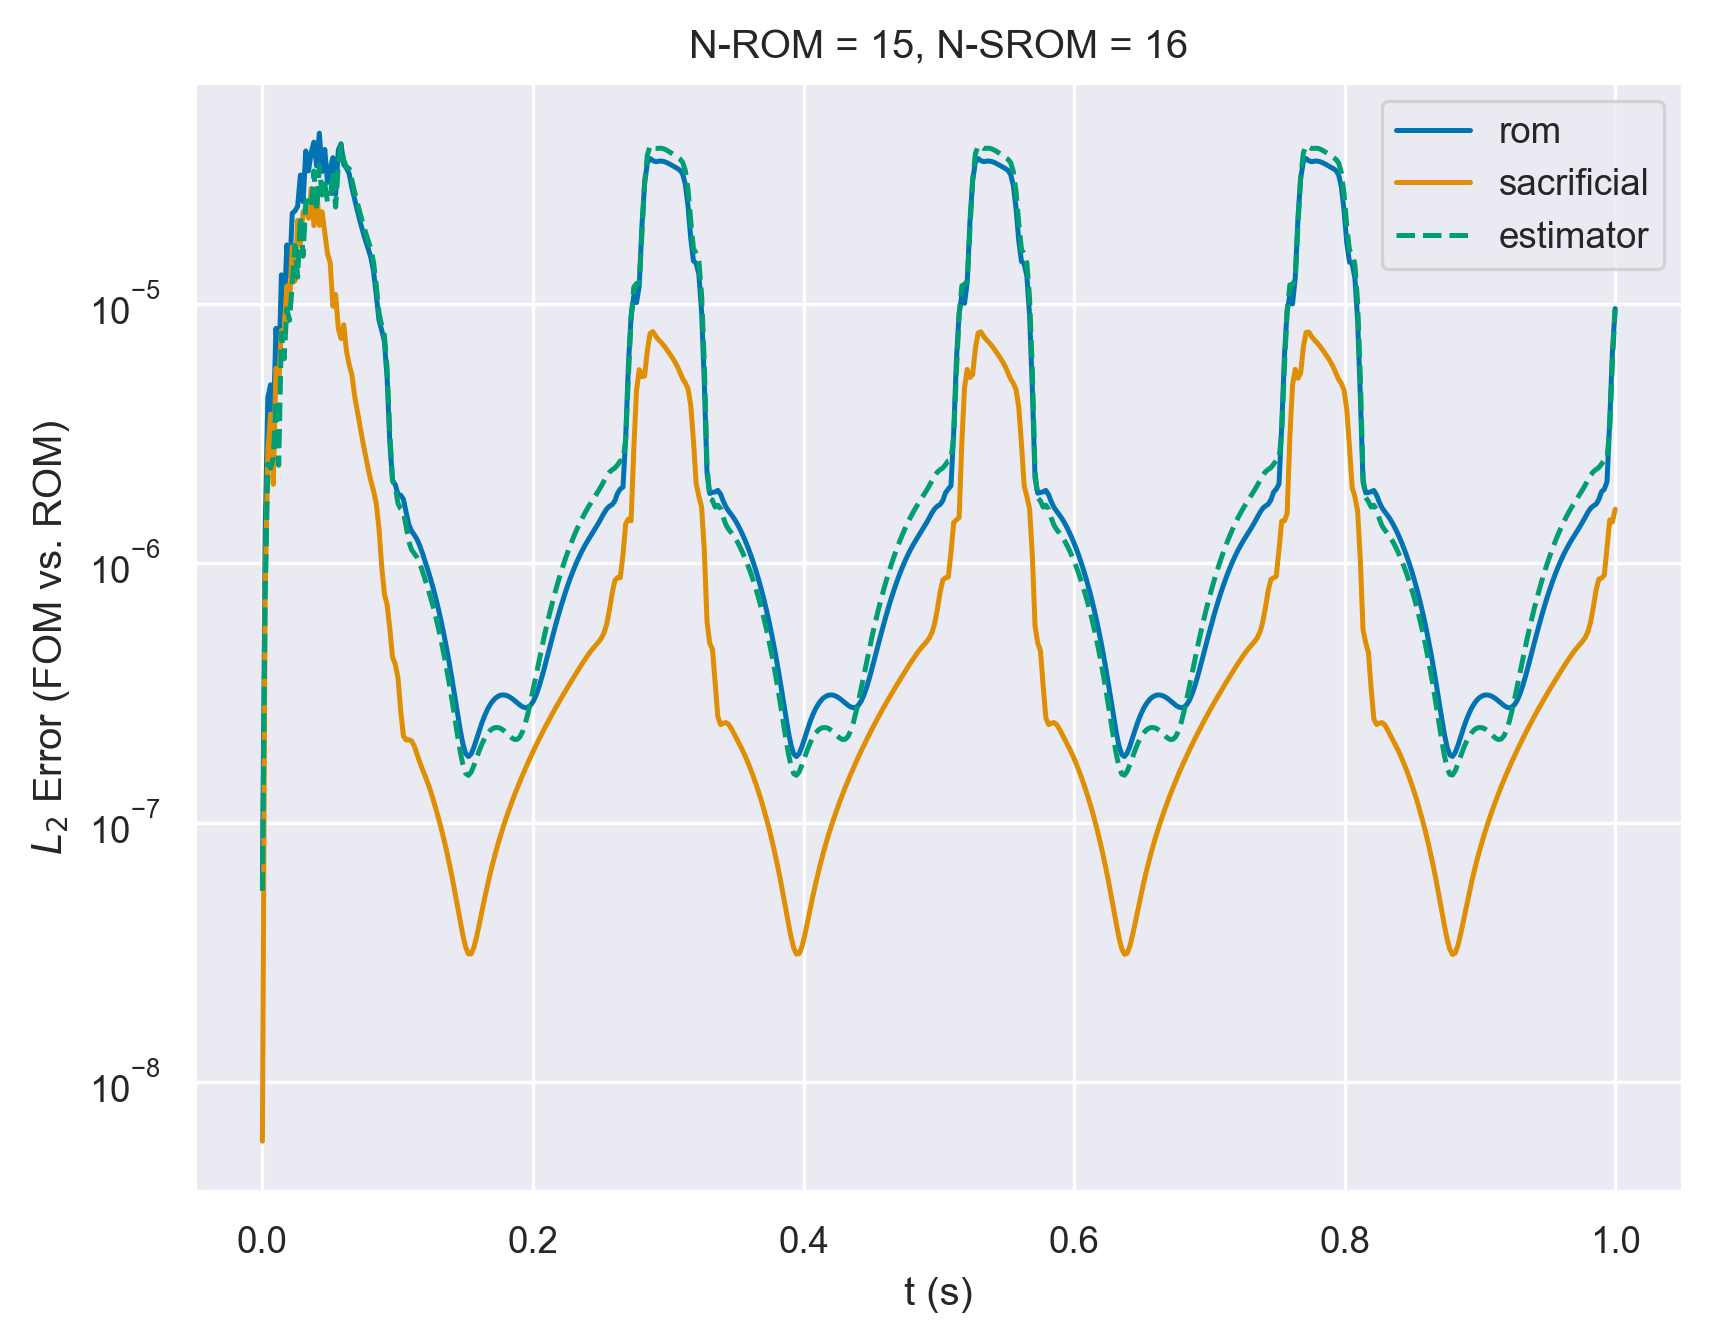 N-ROM = 15, N-SROM = 16
rom
sacrificial
estimator
L₂ Error (FOM vs. ROM)
10⁻⁵
10⁻⁶
10⁻⁷
10⁻⁸
0.0 0.2 0.4 0.6 0.8 1.0
t (s)